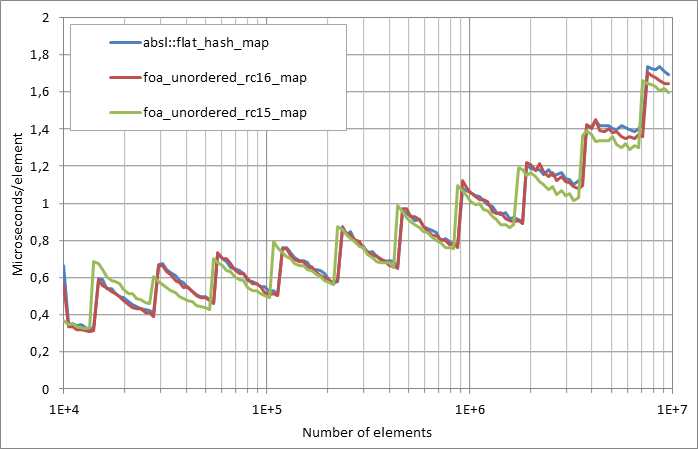 2
1,8
1,6
1,4
1,2
1
0,8
0,6
0,4
0,2
0
Microseconds/element
absl::flat_hash_map
foa_unordered_rc16_map
foa_unordered_rc15_map
1E+4
1E+5
1E+6
1E+7
Number of elements